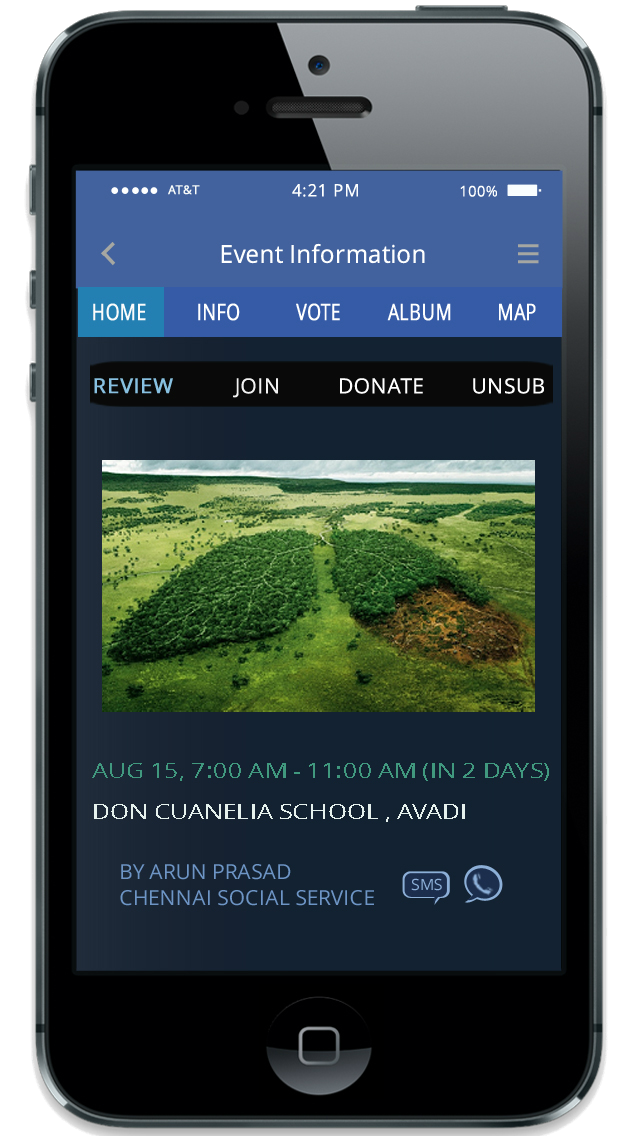 AT&T 4:21 PM 100%
Event Information
HOME INFO VOTE ALBUM MAP
REVIEW JOIN DONATE UNSUB
AUG 15, 7:00 AM - 11:00 AM (IN 2 DAYS)
DON CUANELIA SCHOOL , AVADI
BY ARUN PRASAD
CHENNAI SOCIAL SERVICE
SMS